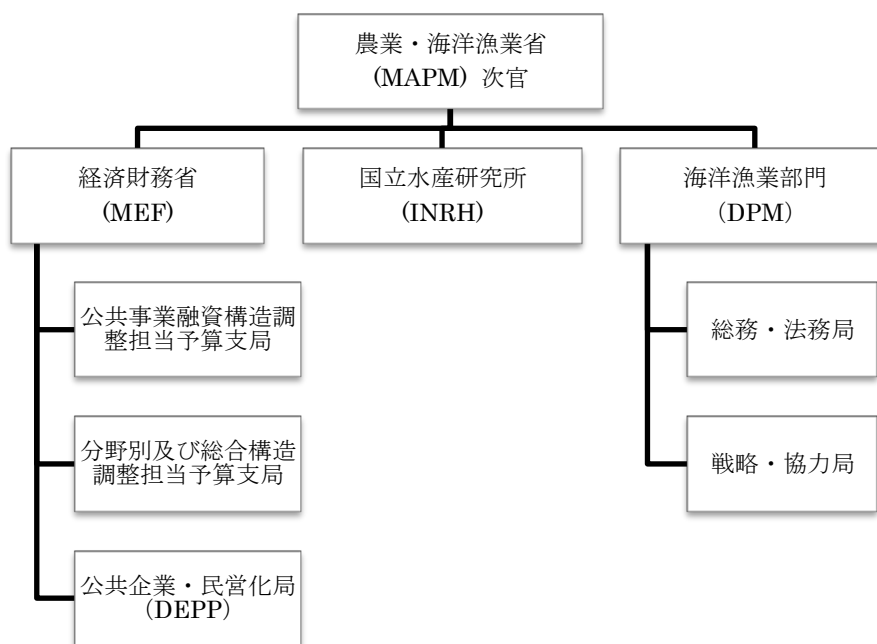 農業・海洋漁業省
(MAPM) 次官
経済財務省
(MEF)
国立水産研究所
(INRH)
海洋漁業部門
（DPM）
公共事業融資構造調
整担当予算支局
分野別及び総合構造
調整担当予算支局
公共企業・民営化局
(DEPP)
総務・法務局
戦略・協力局